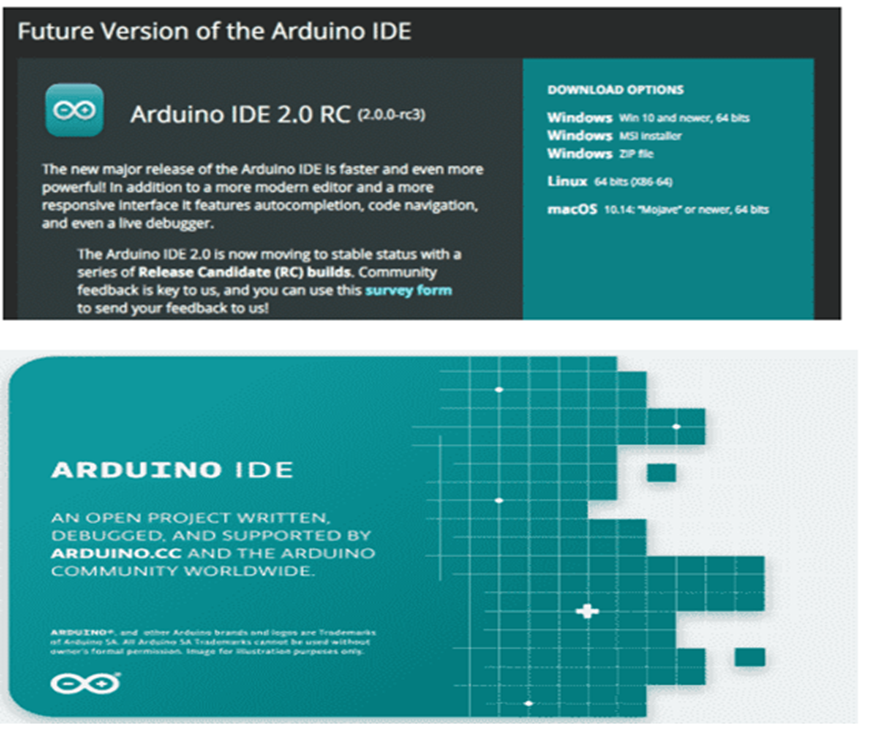 Future Version of the Arduino IDE
Arduino IDE 2.0 RC (2.0.0-rc3)
The new major release of the Arduino IDE is faster and even more
powerful! In addition to a more modern editor and a more
responsive interface it features autocompletion, code navigation,
and even a live debugger.
The Arduino IDE 2.0 is now moving to stable status with a
series of Release Candidate (RC) builds. Community
feedback is key to us, and you can use this survey form
to send your feedback to us!
DOWNLOAD OPTIONS
Windows Win 10 and newer, 64 bits
Windows MSI installer
Windows ZIP file
Linux 64 bits (X86-64)
macOS 10.14: "Mojave" or newer, 64 bits
ARDUINO IDE
AN OPEN PROJECT WRITTEN,
DEBUGGED, AND SUPPORTED BY
ARDUINO.CC AND THE ARDUINO
COMMUNITY WORLDWIDE.
ARDUINO®, and other Arduino brands and logos are Trademarks
of Arduino SA. All Arduino SA Trademarks cannot be used without
owner's formal permission. Image for illustration purposes only.